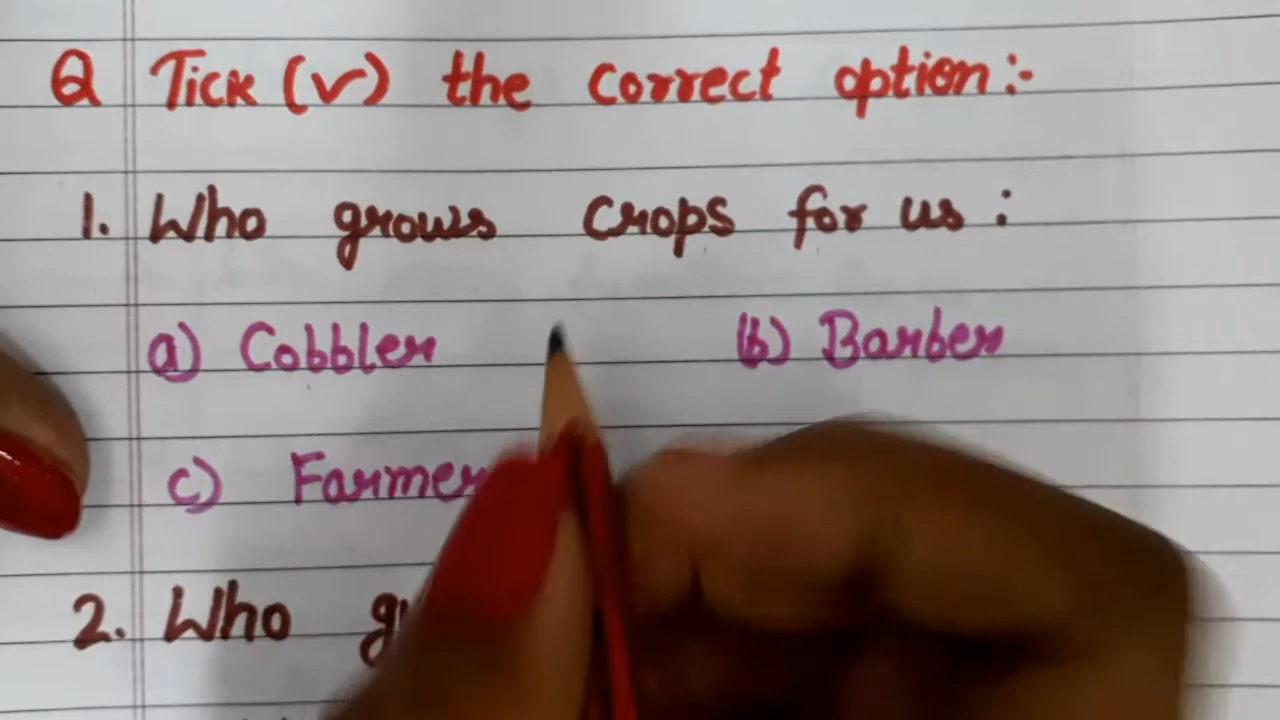 Q Tick (✓) the correct option:-
1. Who grows crops for us :
a) Cobbler (b) Barber
c) Farmer
2. Who